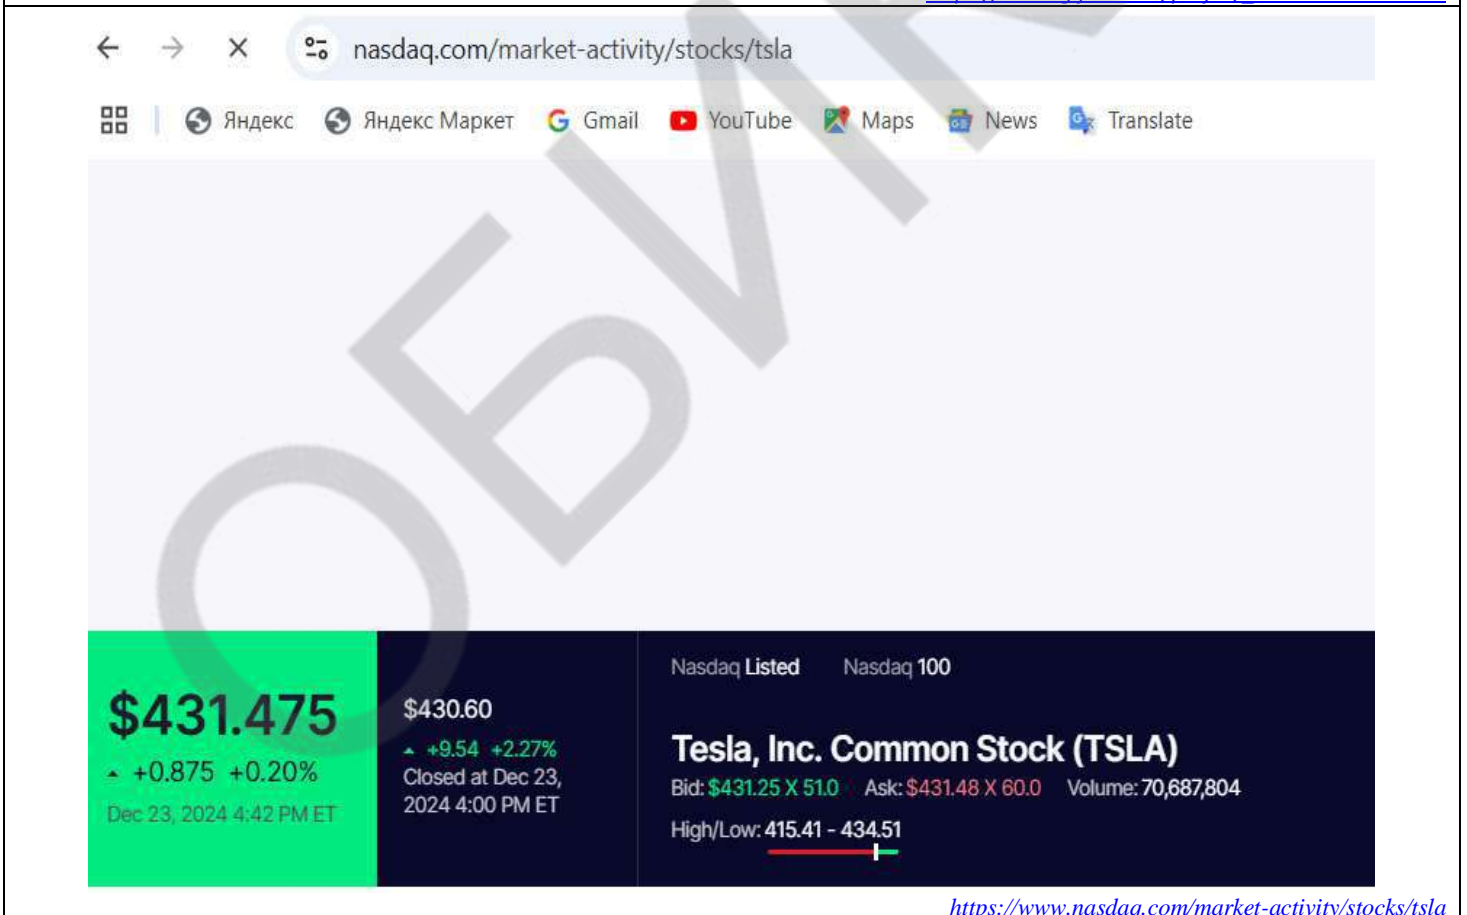 nasdaq.com/market-activity/stocks/tsla
Яндекс Яндекс Маркет Gmail YouTube Maps News Translate
ОБИК
$431.475
+0.875 +0.20%
Dec 23, 2024 4:42 PM ET
$430.60
+9.54 +2.27%
Closed at Dec 23,
2024 4:00 PM ET
Nasdaq Listed Nasdaq 100
Tesla, Inc. Common Stock (TSLA)
Bid: $431.25 X 51.0 Ask: $431.48 X 60.0 Volume: 70,687,804
High/Low: 415.41 - 434.51
https://www.nasdaq.com/market-activity/stocks/tsla